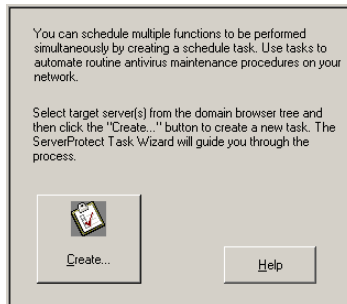 You can schedule multiple functions to be performed
simultaneously by creating a schedule task. Use tasks to
automate routine antivirus maintenance procedures on your
network.
Select target server(s) from the domain browser tree and
then click the "Create..." button to create a new task. The
ServerProtect Task Wizard will guide you through the
process.
Create...
Help